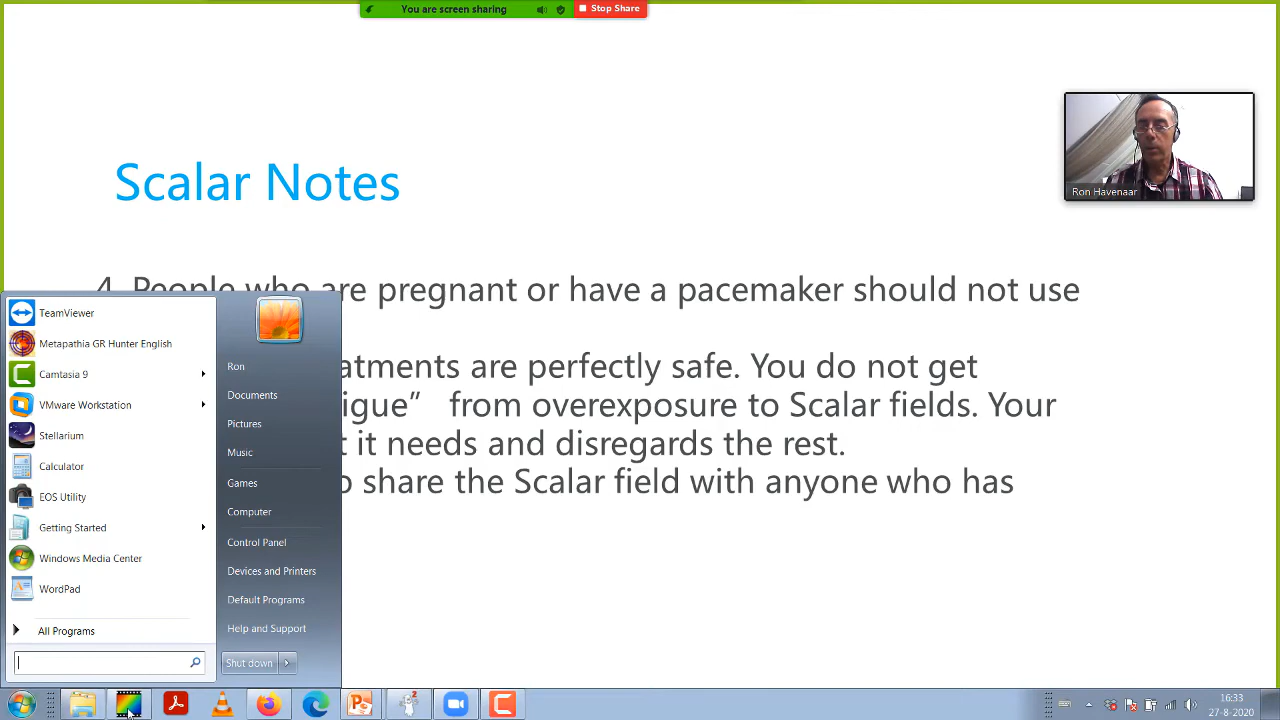 You are screen sharing
Stop Share
Ron Havenaar
Scalar Notes
4. People who are pregnant or have a pacemaker should not use
atments are perfectly safe. You do not get
igue” from overexposure to Scalar fields. Your
t it needs and disregards the rest.
o share the Scalar field with anyone who has
TeamViewer
Metapathia GR Hunter English
Camtasia 9
VMware Workstation
Stellarium
Calculator
EOS Utility
Getting Started
Windows Media Center
WordPad
All Programs
Ron
Documents
Pictures
Music
Games
Computer
Control Panel
Devices and Printers
Default Programs
Help and Support
Shut down
16:33
27-8-2020